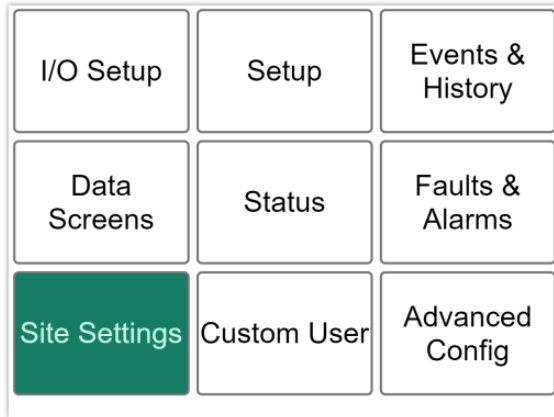 I/O Setup
Setup
Events &
History
Data
Screens
Status
Faults &
Alarms
Site Settings
Custom User
Advanced
Config